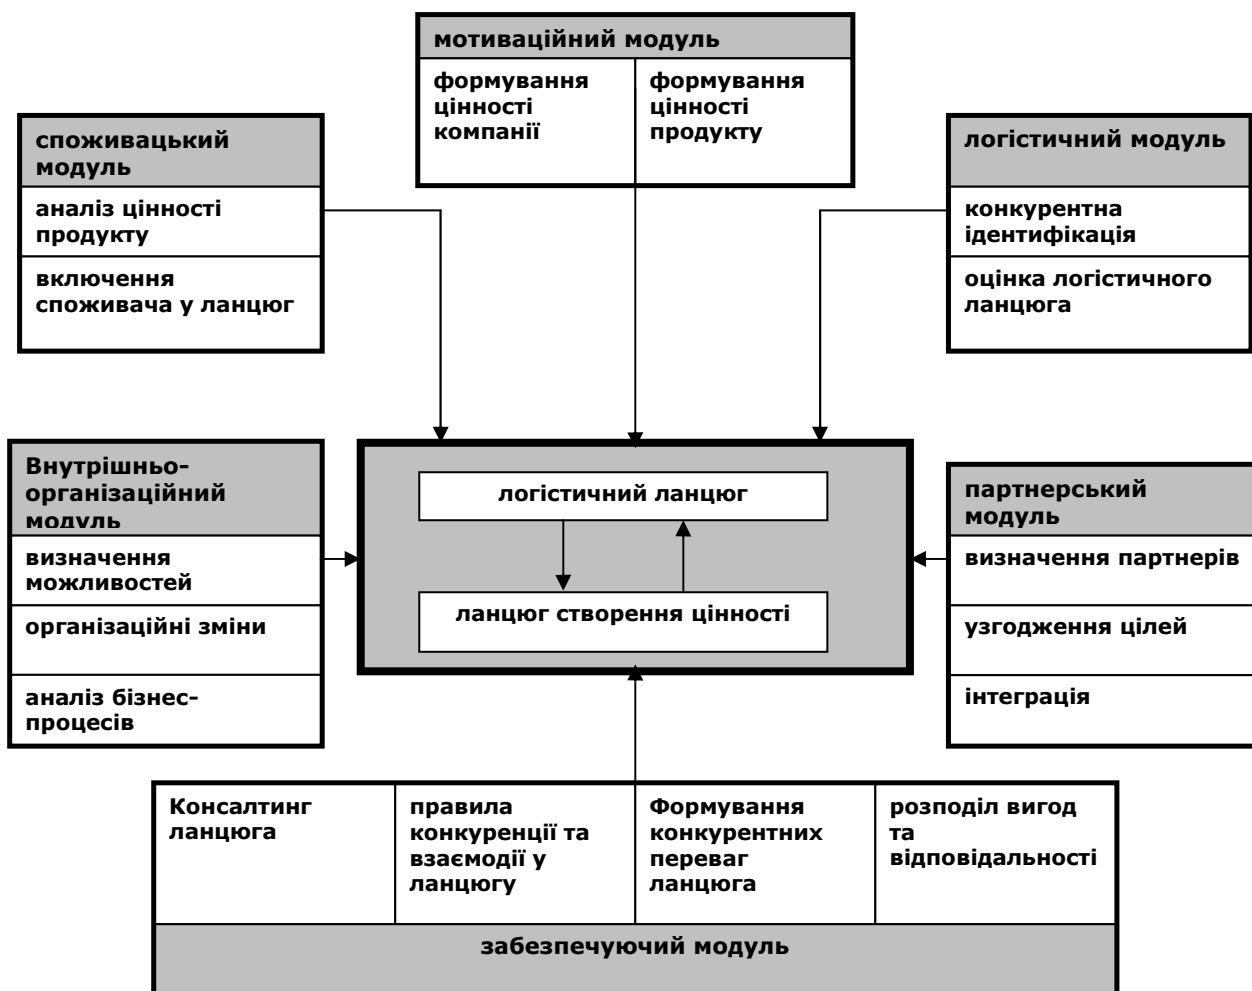 мотиваційний модуль
формування
цінності
компанії
формування
цінності
продукту
споживацький
модуль
аналіз цінності
продукту
включення
споживача у ланцюг
логістичний модуль
конкурентна
ідентифікація
оцінка логістичного
ланцюга
Внутрішньо-
організаційний
модуль
визначення
можливостей
організаційні зміни
аналіз бізнес-
процесів
логістичний ланцюг
ланцюг створення цінності
партнерський
модуль
визначення партнерів
узгодження цілей
інтеграція
Консалтинг
ланцюга
правила
конкуренції та
взаємодії у
ланцюгу
Формування
конкурентних
переваг
ланцюга
розподіл вигод
та
відповідальності
забезпечуючий модуль